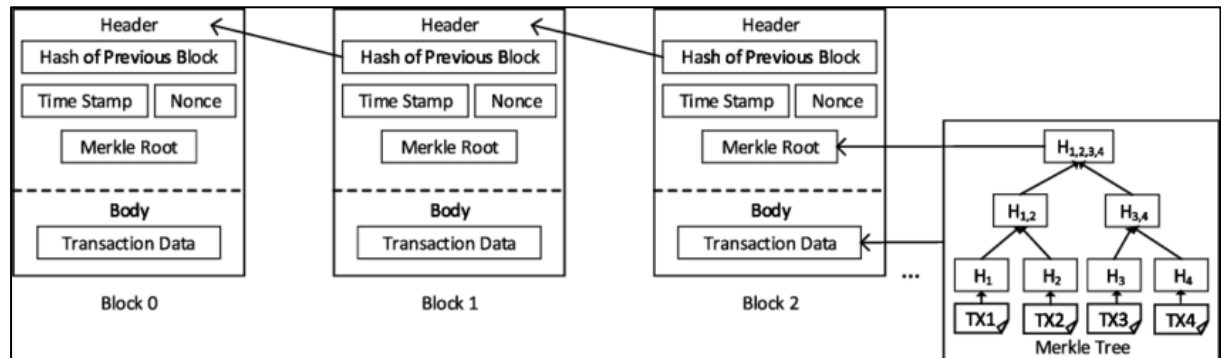 Header Header Header
Hash of Previous Block Hash of Previous Block Hash of Previous Block
Time Stamp Nonce Time Stamp Nonce Time Stamp Nonce
Merkle Root Merkle Root Merkle Root H1,2,3,4
Body Body Body H1,2 H3,4
Transaction Data Transaction Data Transaction Data
... H1 H2 H3 H4
Block 0 Block 1 Block 2 TX1 TX2 TX3 TX4
Merkle Tree